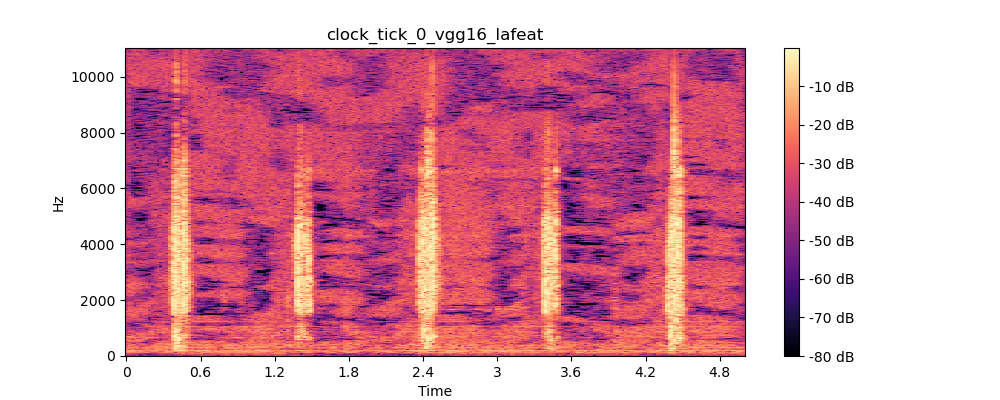 clock_tick_0_vgg16_lafeat
10000
8000
6000
4000
2000
0
Hz
0 0.6 1.2 1.8 2.4 3 3.6 4.2 4.8
Time
-10 dB
-20 dB
-30 dB
-40 dB
-50 dB
-60 dB
-70 dB
-80 dB